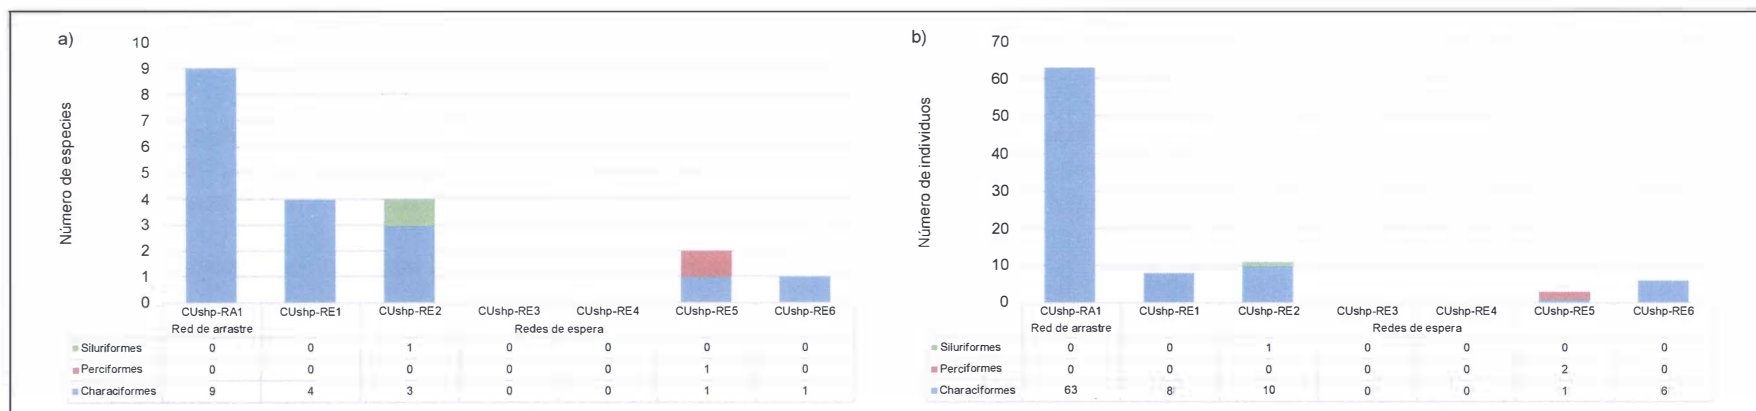 a)
Número de especies
10
9
8
7
6
5
4
3
2
1
0
CUshp-RA1 CUshp-RE1 CUshp-RE2 CUshp-RE3 CUshp-RE4 CUshp-RE5 CUshp-RE6
Red de arrastre Redes de espera
Siluriformes 0 0 1 0 0 0 0
Perciformes 0 0 0 0 0 1 0
Characiformes 9 4 3 0 0 1 1
b)
Número de individuos
70
60
50
40
30
20
10
0
CUshp-RA1 CUshp-RE1 CUshp-RE2 CUshp-RE3 CUshp-RE4 CUshp-RE5 CUshp-RE6
Red de arrastre Redes de espera
Siluriformes 0 0 1 0 0 0 0
Perciformes 0 0 0 0 0 2 0
Characiformes 63 8 10 0 0 1 6